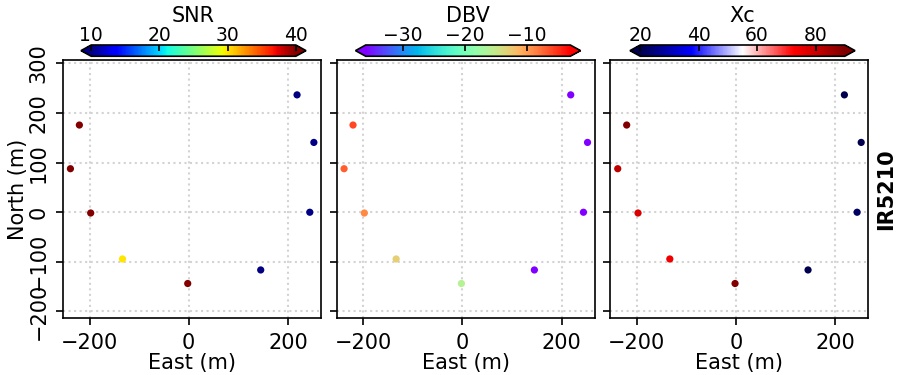 SNR DBV Xc
10 20 30 40 −30 −20 −10 20 40 60 80
300
200
100
0
−100
−200
North (m)
−200 0 200 −200 0 200 −200 0 200
East (m) East (m) East (m)
IR5210